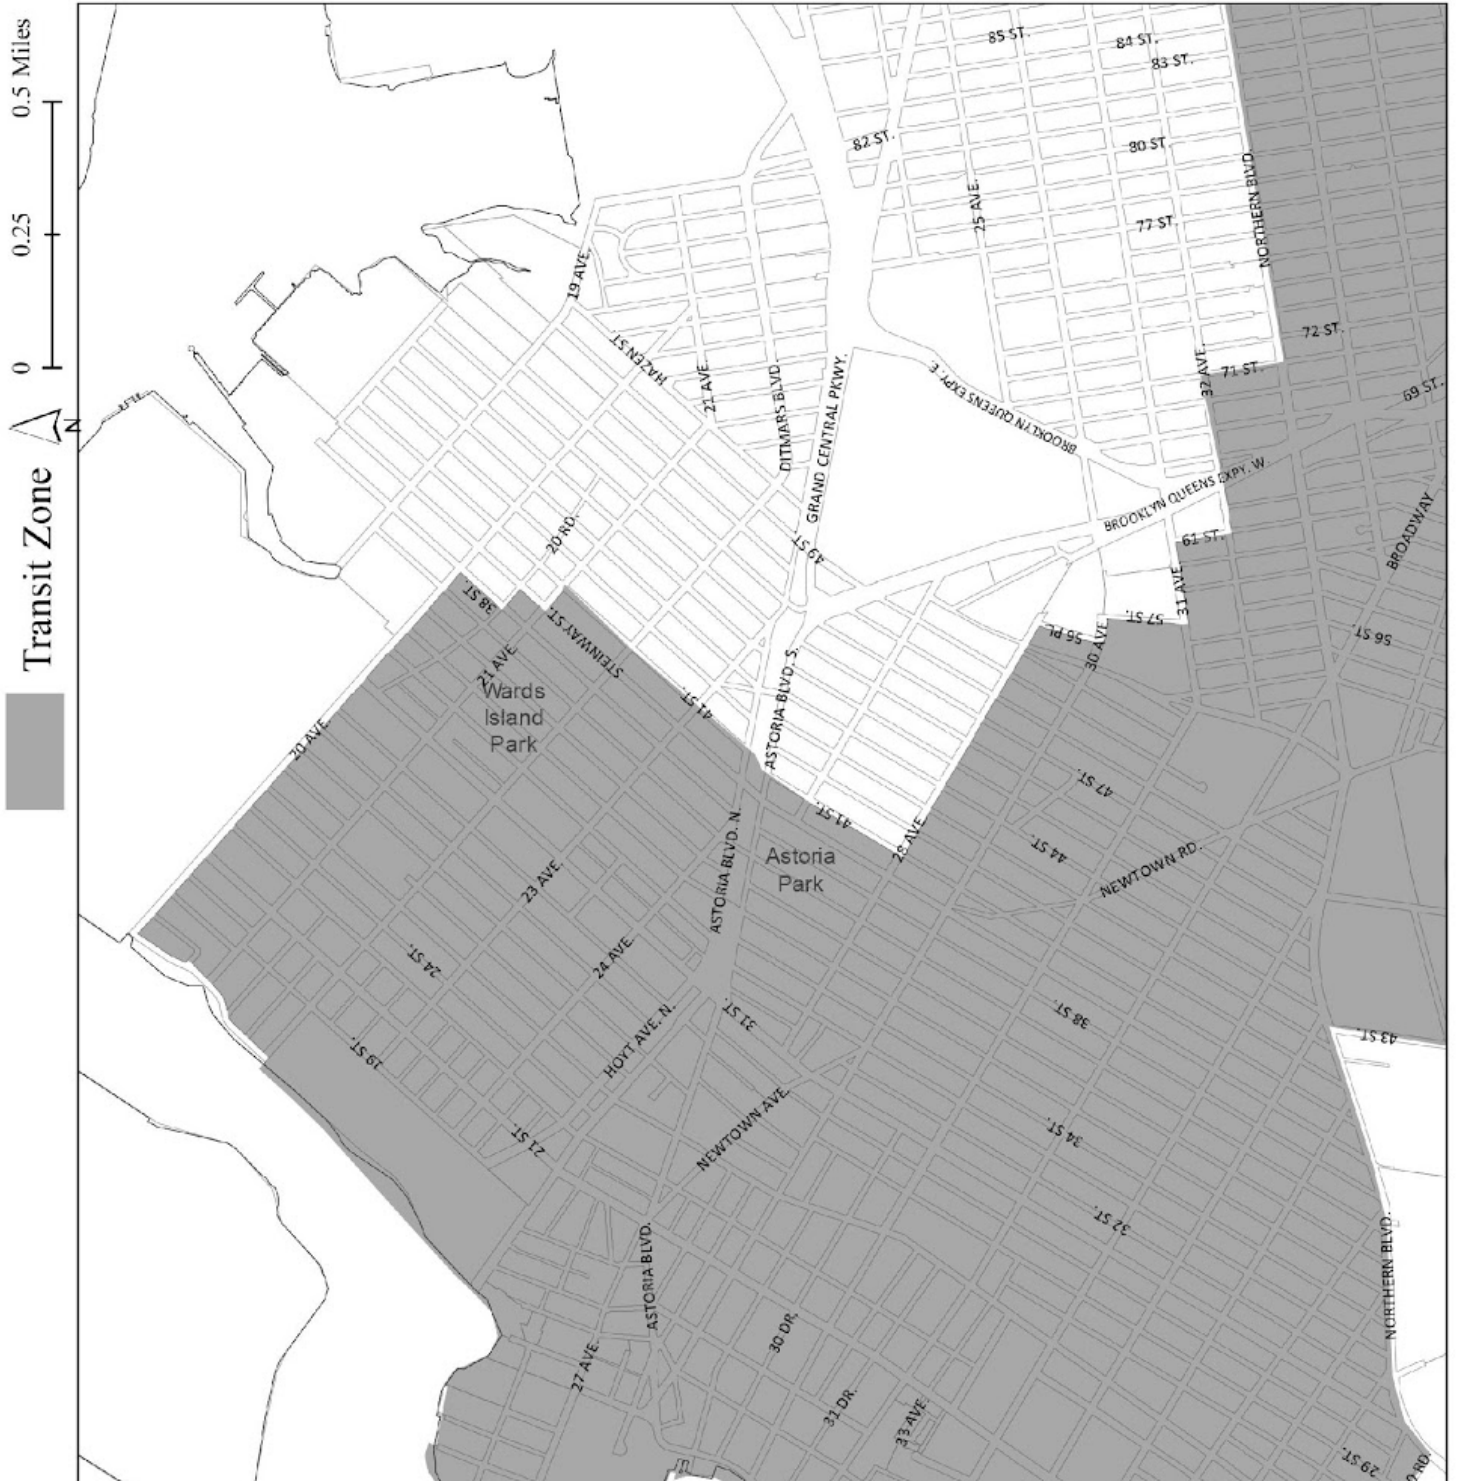 0.5 Miles
0.25
0
N
Transit Zone
85 ST.
84 ST.
83 ST.
82 ST.
80 ST
25 AVE.
77 ST.
NORTHERN BLVD.
19 AVE.
72 ST.
HAZEN ST
21 AVE.
DITMARS BLVD
GRAND CENTRAL PKWY.
BROOKLYN QUEENS EXPY. E
32 AVE.
71 ST.
69 ST.
BROOKLYN QUEENS EXPY. W.
20 RD.
49 ST
61 ST.
BROADWAY
38 ST.
STEINWAY ST.
31 AVE.
57 ST.
56 PL
30 AVE.
56 ST.
21 AVE.
Wards
Island
Park
41 ST.
ASTORIA BLVD. S.
20 AVE.
47 ST.
41 ST.
28 AVE
44 ST.
NEWTOWN RD.
Astoria
Park
ASTORIA BLVD. N.
23 AVE.
24 AVE.
24 ST.
HOYT AVE. N.
31 ST.
38 ST.
43 ST.
19 ST.
NEWTOWN AVE.
21 ST.
34 ST.
32 ST.
ASTORIA BLVD.
NORTHERN BLVD.
27 AVE.
30 DR.
31 DR.
33 AVE.
29 ST.
RD.